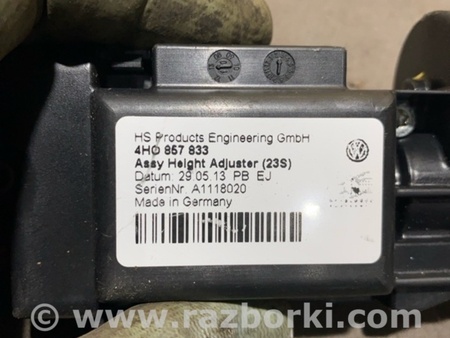 HS Products Engineering GmbH
4H0 857 833
Assy Height Adjuster (23S)
Datum: 29.05.13 PB EJ
SerienNr. A1118020
Made in Germany
www.razborki.com